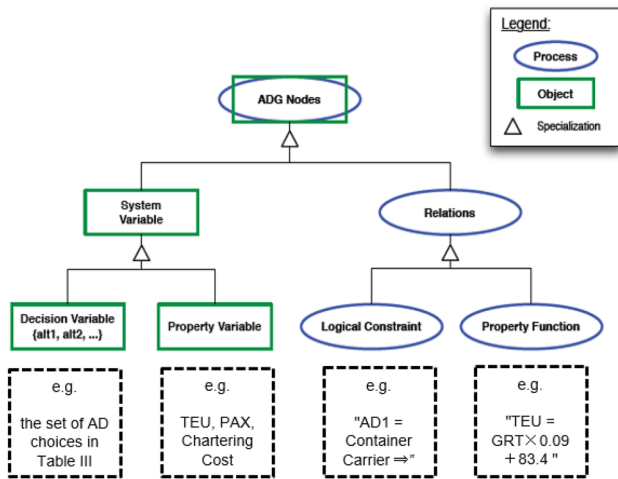 Legend:
Process
Object
Specialization
ADG Nodes
System
Variable
Relations
Decision Variable
{alt1, alt2, ...}
Property Variable
Logical Constraint
Property Function
e.g.
the set of AD
choices in
Table III
e.g.
TEU, PAX,
Chartering
Cost
e.g.
"AD1 =
Container
Carrier ⇒”
e.g.
"TEU =
GRT×0.09
+83.4 "